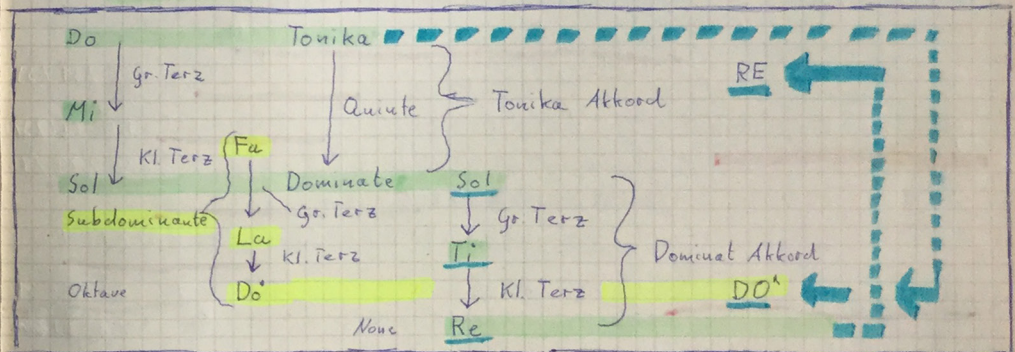 Do Tonika
Gr. Terz RE
Mi Quinte Tonika Akkord
Kl. Terz Fa
Sol Dominate Sol
Subdominante Gr. Terz Gr. Terz
La Kl. Terz Ti Dominat Akkord
Oktave Do' Kl. Terz DO'
None Re